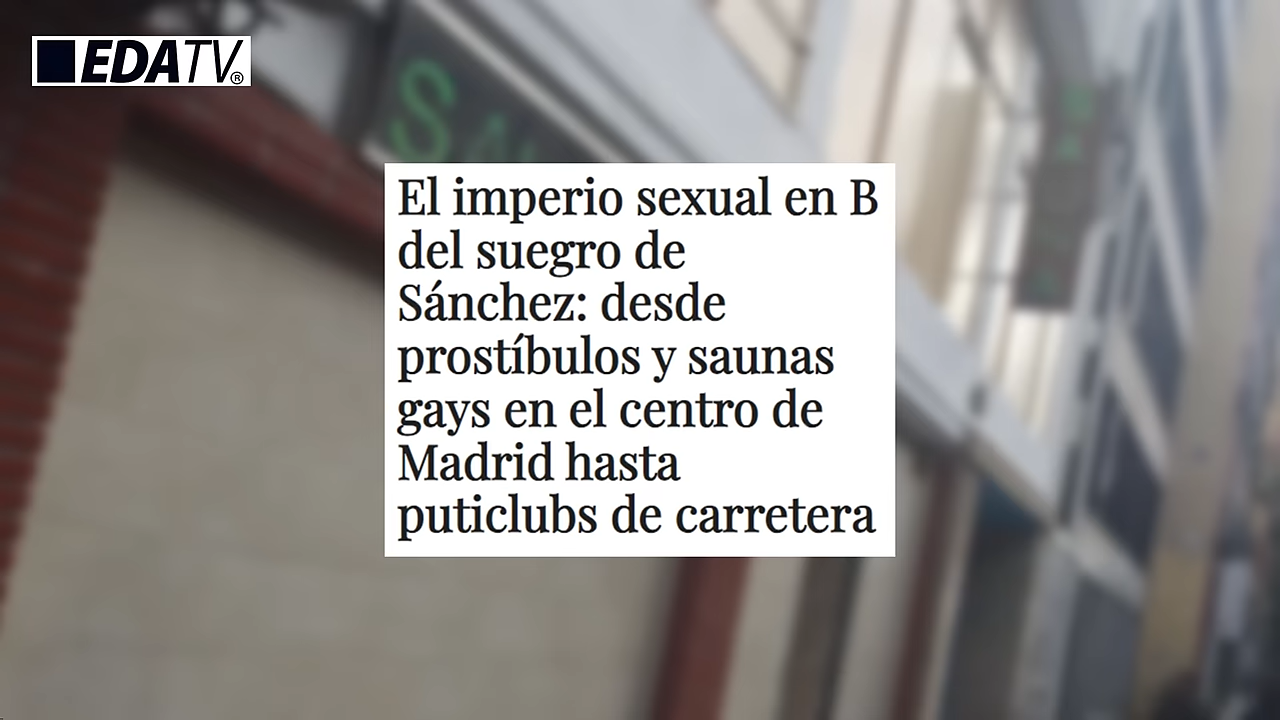 EDATV®
El imperio sexual en B
del suegro de
Sánchez: desde
prostíbulos y saunas
gays en el centro de
Madrid hasta
puticlubs de carretera